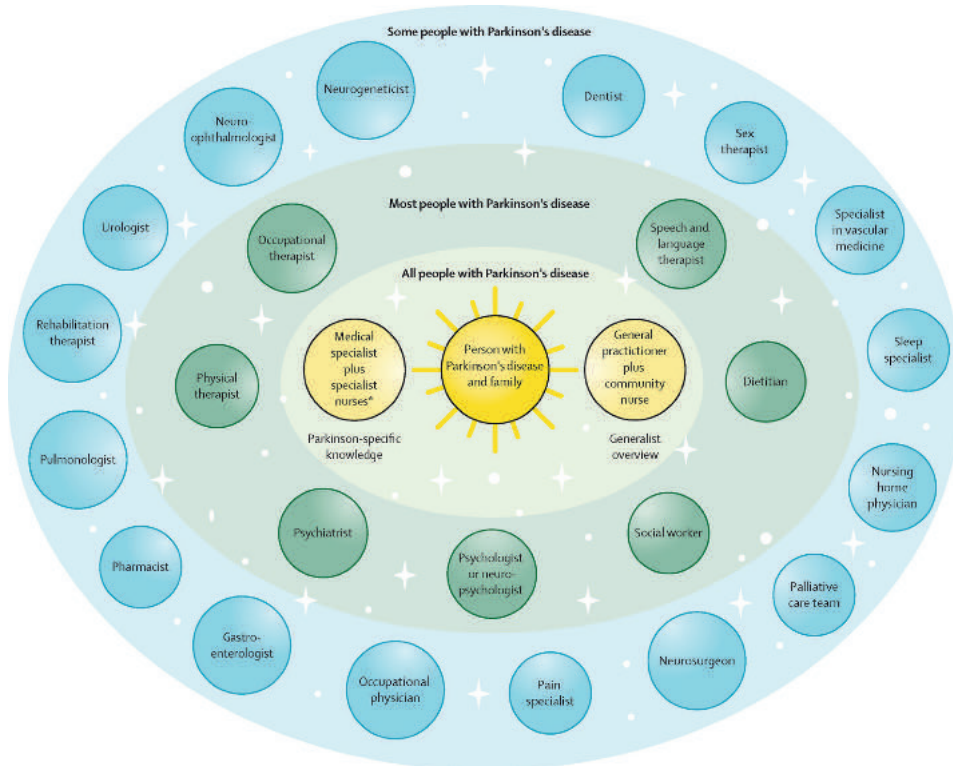 Some people with Parkinson's disease
Neurogeneticist
Dentist
Neuro-
ophthalmologist
Sex
therapist
Most people with Parkinson's disease
Urologist
Occupational
therapist
Speech and
language
therapist
Specialist
in vascular
medicine
All people with Parkinson's disease
Rehabilitation
therapist
Medical
specialist
plus
specialist
nurses*
Person with
Parkinson's disease
and family
General
practitioner
plus
community
nurse
Sleep
specialist
Physical
therapist
Dietitian
Parkinson-specific
knowledge
Generalist
overview
Pulmonologist
Nursing
home
physician
Psychiatrist
Social worker
Psychologist
or neuro-
psychologist
Pharmacist
Palliative
care team
Gastro-
enterologist
Neurosurgeon
Occupational
physician
Pain
specialist